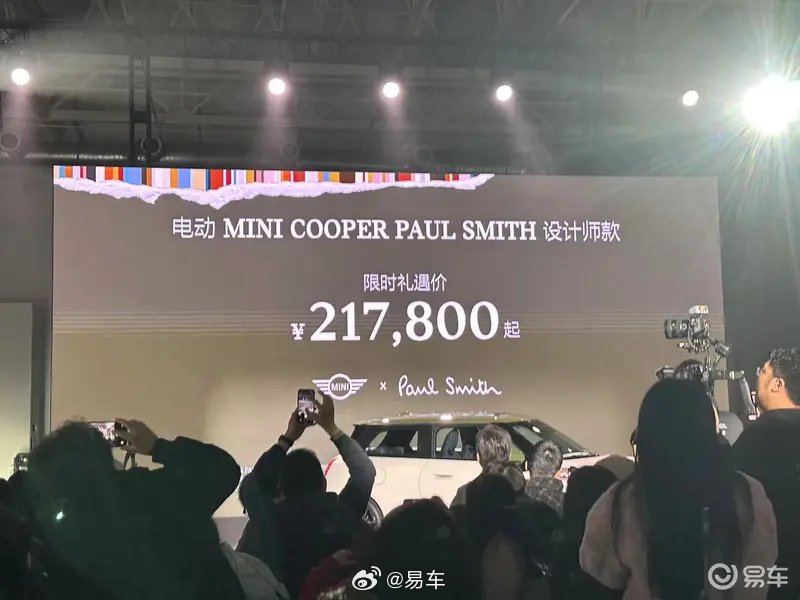 电动 MINI COOPER PAUL SMITH 设计师款
限时礼遇价
¥217,800起
MINI × Paul Smith
@易车
易车